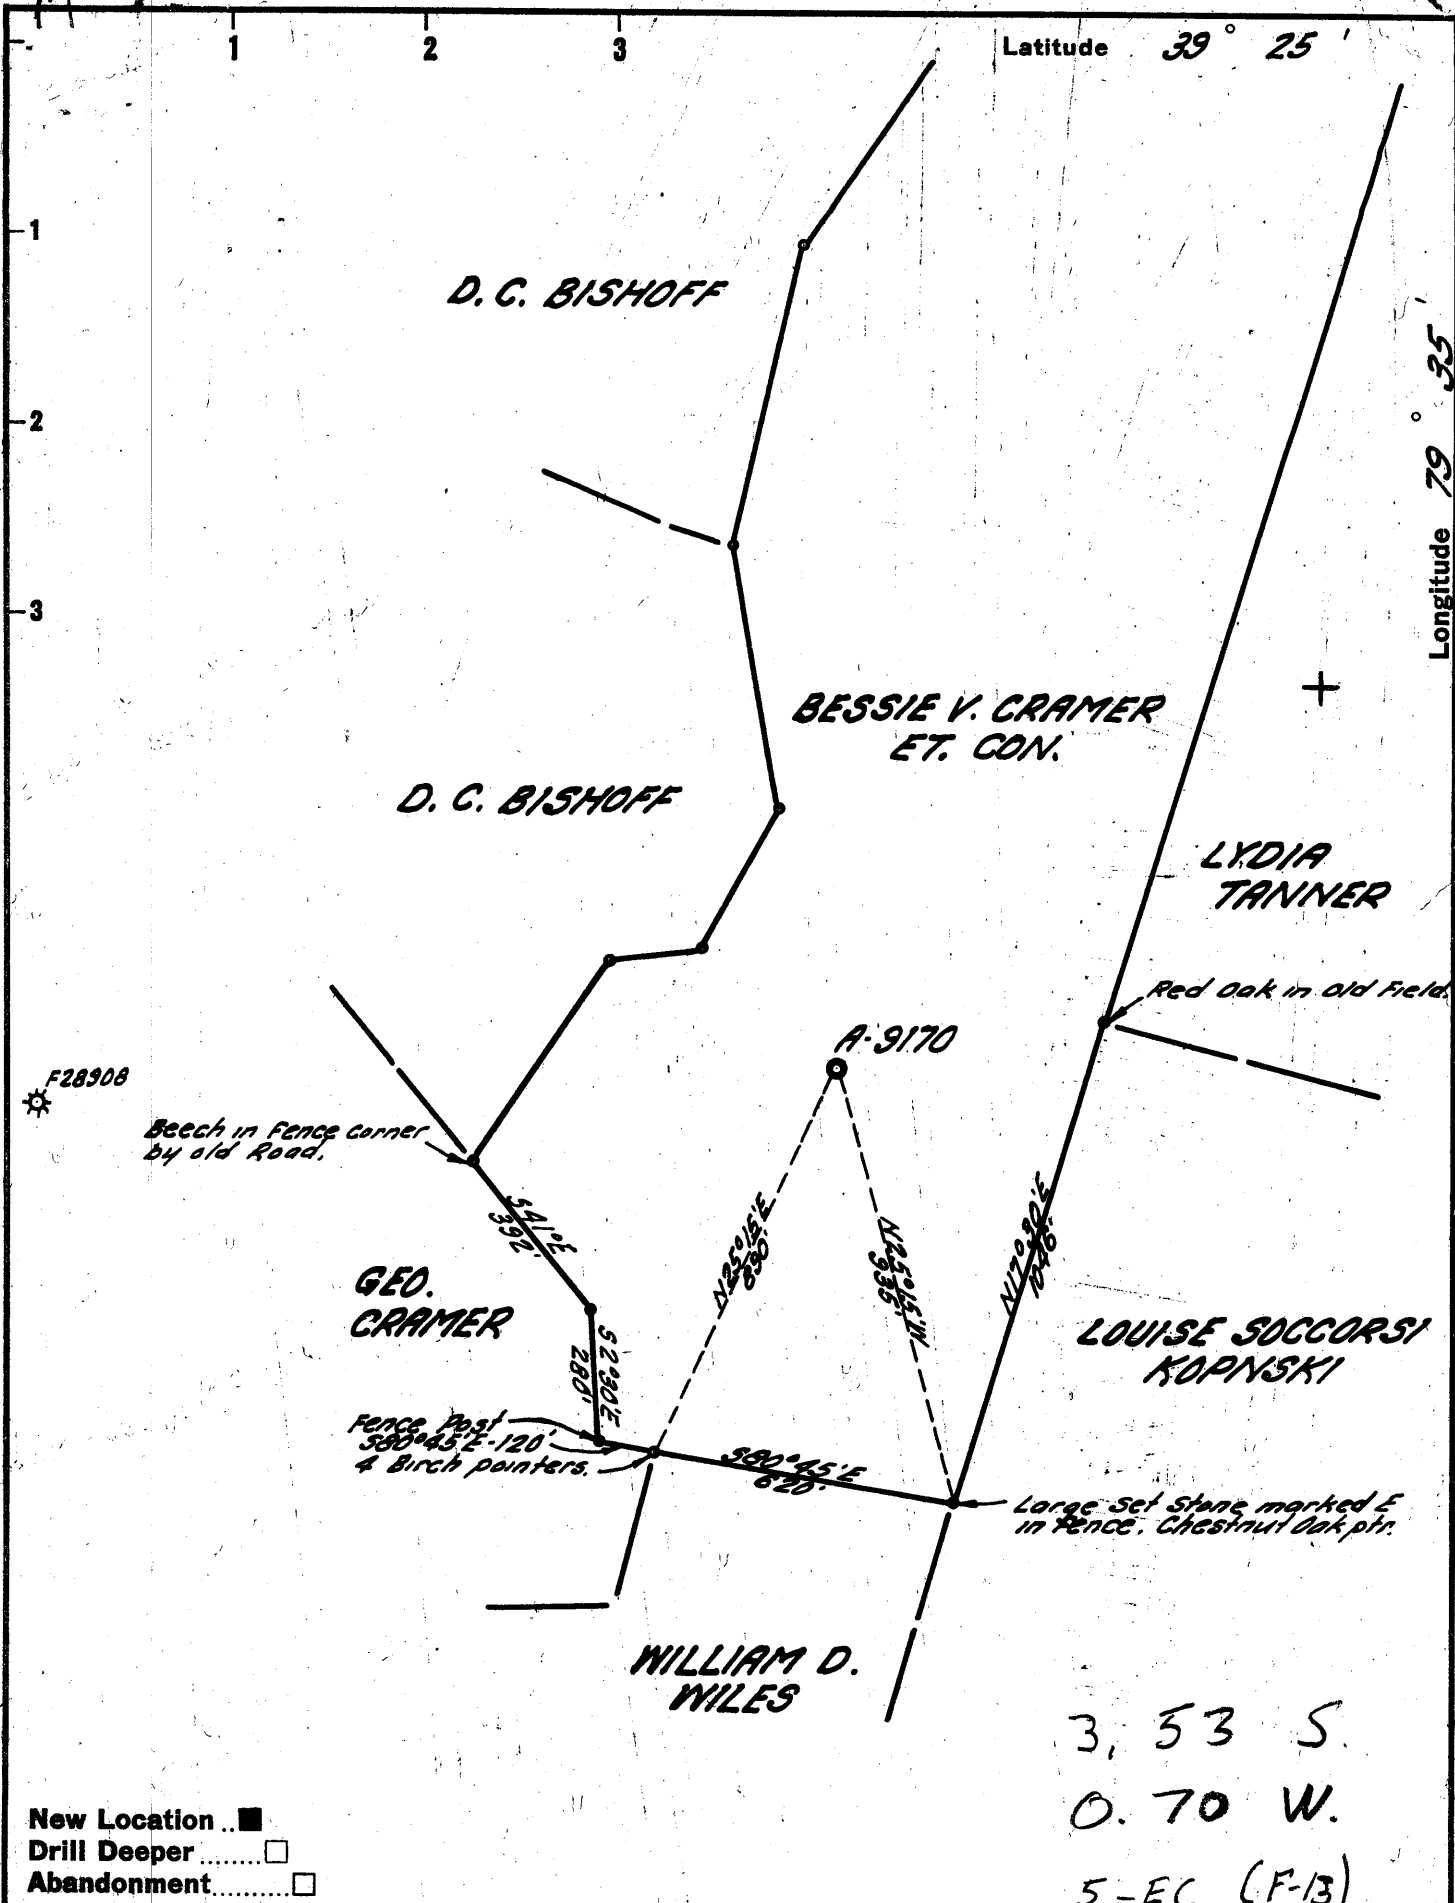 1 2 3 Latitude 39° 25'
1
2
3
Longitude 79° 35'
D. C. BISHOFF
BESSIE V. CRAMER
ET. CON.
D. C. BISHOFF
LYDIA
TANNER
Red Oak in Old Field.
A-9170
F28908
Beech in Fence Corner
by old Road.
S41°E
392'
N25°15'E
890'
N25°15'W
935'
N17°30'E
1046'
GEO.
CRAMER
S2°30'E
280'
LOUISE SOCCORSI
KOPNSKI
Fence Post
S80°45'E-120'
4 Birch pointers.
S80°45'E
620'
Large Set Stone marked E
in Fence. Chestnut Oak ptr.
WILLIAM D.
WILES
3, 53 S.
0. 70 W.
5-EC (F-13)
New Location ..
Drill Deeper ........
Abandonment ..........